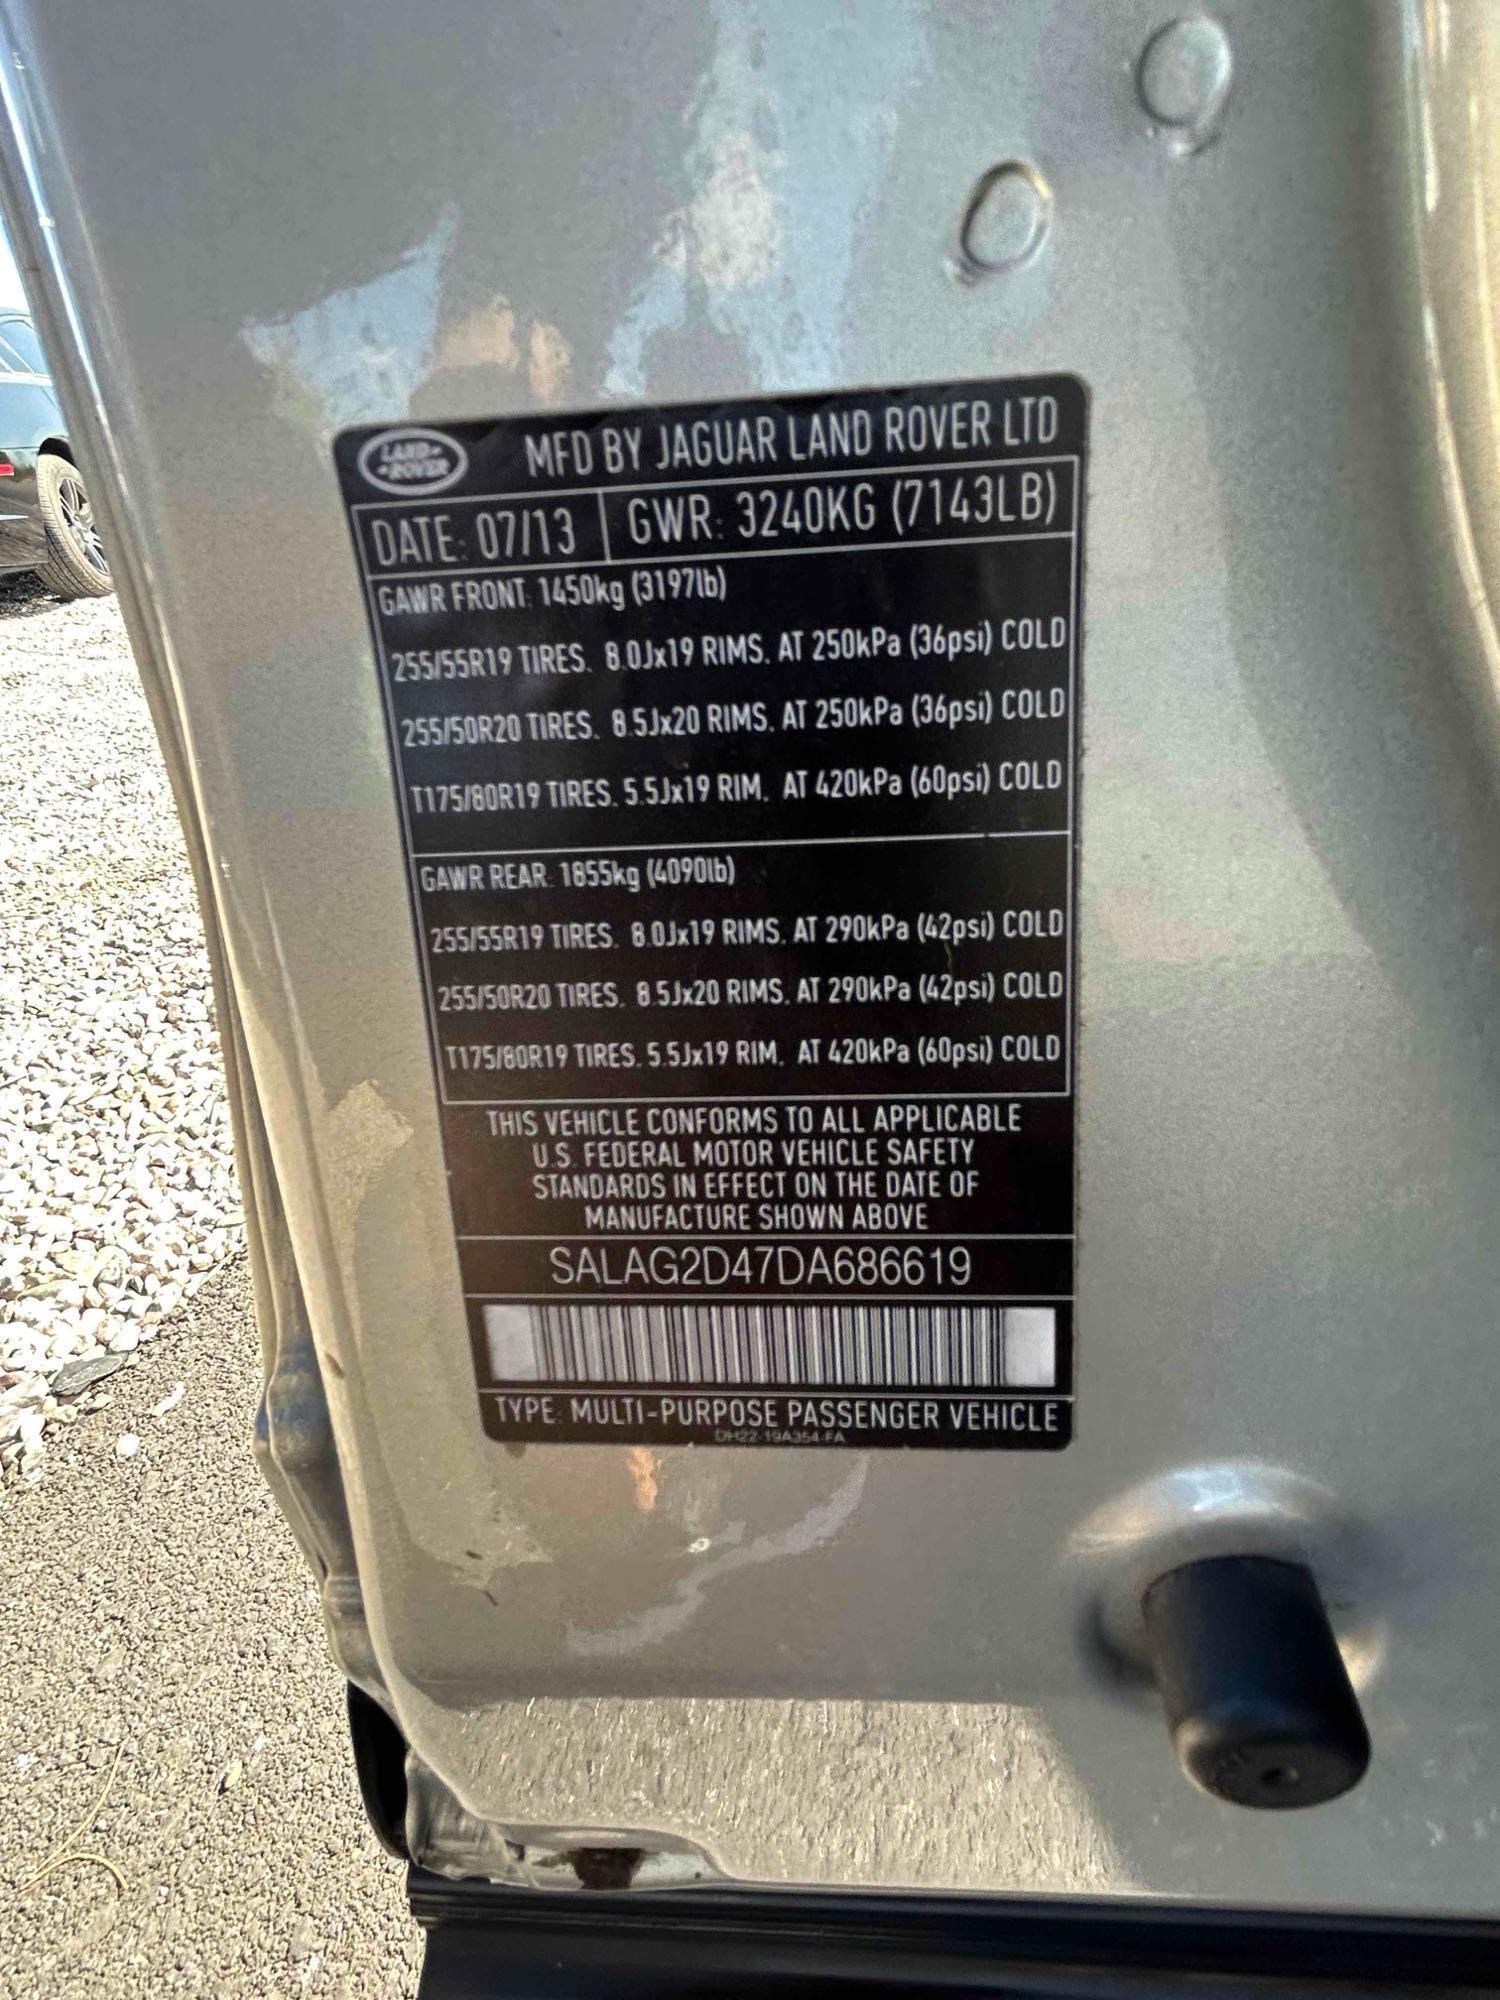 LAND-
-ROVER
MFD BY JAGUAR LAND ROVER LTD
DATE: 07/13 GWR: 3240KG (7143LB)
GAWR FRONT: 1450kg (3197lb)
255/55R19 TIRES. 8.0Jx19 RIMS. AT 250kPa (36psi) COLD
255/50R20 TIRES. 8.5Jx20 RIMS. AT 250kPa (36psi) COLD
T175/80R19 TIRES. 5.5Jx19 RIM. AT 420kPa (60psi) COLD
GAWR REAR: 1855kg (4090lb)
255/55R19 TIRES. 8.0Jx19 RIMS. AT 290kPa (42psi) COLD
255/50R20 TIRES. 8.5Jx20 RIMS. AT 290kPa (42psi) COLD
T175/80R19 TIRES. 5.5Jx19 RIM. AT 420kPa (60psi) COLD
THIS VEHICLE CONFORMS TO ALL APPLICABLE
U.S. FEDERAL MOTOR VEHICLE SAFETY
STANDARDS IN EFFECT ON THE DATE OF
MANUFACTURE SHOWN ABOVE
SALAG2D47DA686619
TYPE: MULTI-PURPOSE PASSENGER VEHICLE
DH22-19A354-FA